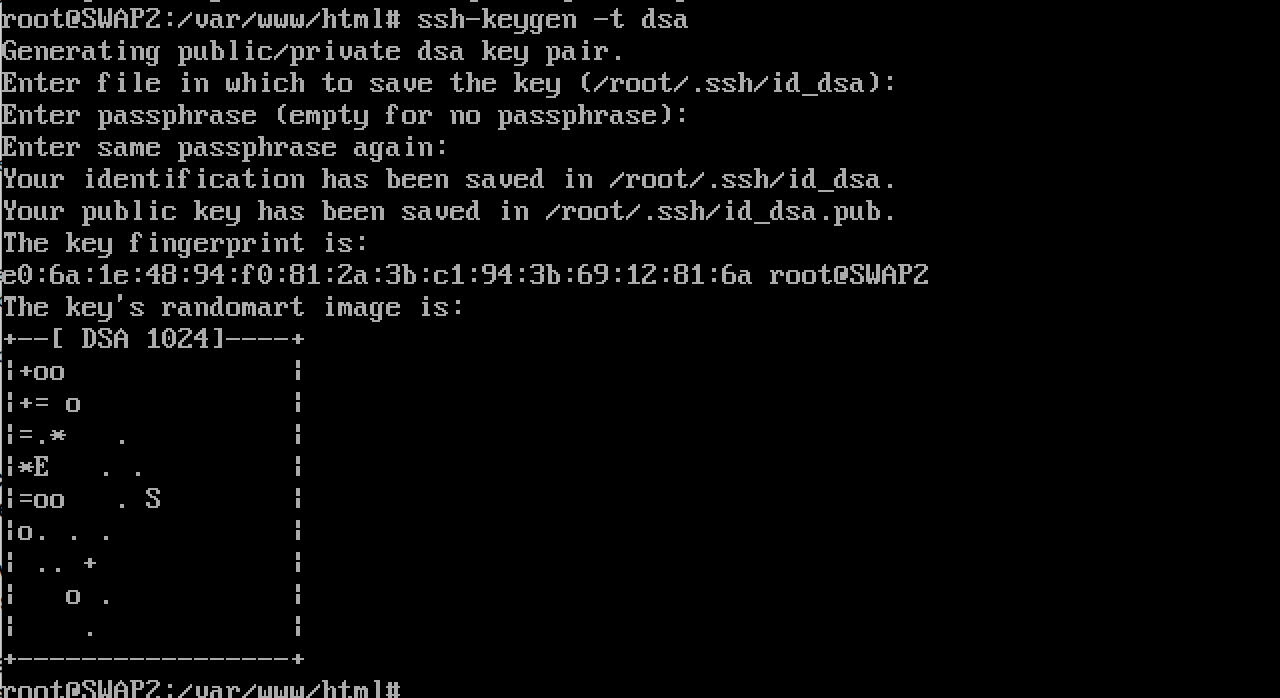 root@SWAP2:/var/www/html# ssh-keygen -t dsa
Generating public/private dsa key pair.
Enter file in which to save the key (/root/.ssh/id_dsa):
Enter passphrase (empty for no passphrase):
Enter same passphrase again:
Your identification has been saved in /root/.ssh/id_dsa.
Your public key has been saved in /root/.ssh/id_dsa.pub.
The key fingerprint is:
e0:6a:1e:48:94:f0:81:2a:3b:c1:94:3b:69:12:81:6a root@SWAP2
The key's randomart image is:
+--[ DSA 1024]----+
|+oo              |
|+= o             |
|=.*   .          |
|*E   . .         |
|=oo   . S        |
|o. . .           |
| .. +            |
|   o .           |
|    .            |
+-----------------+
root@SWAP2:/var/www/html#